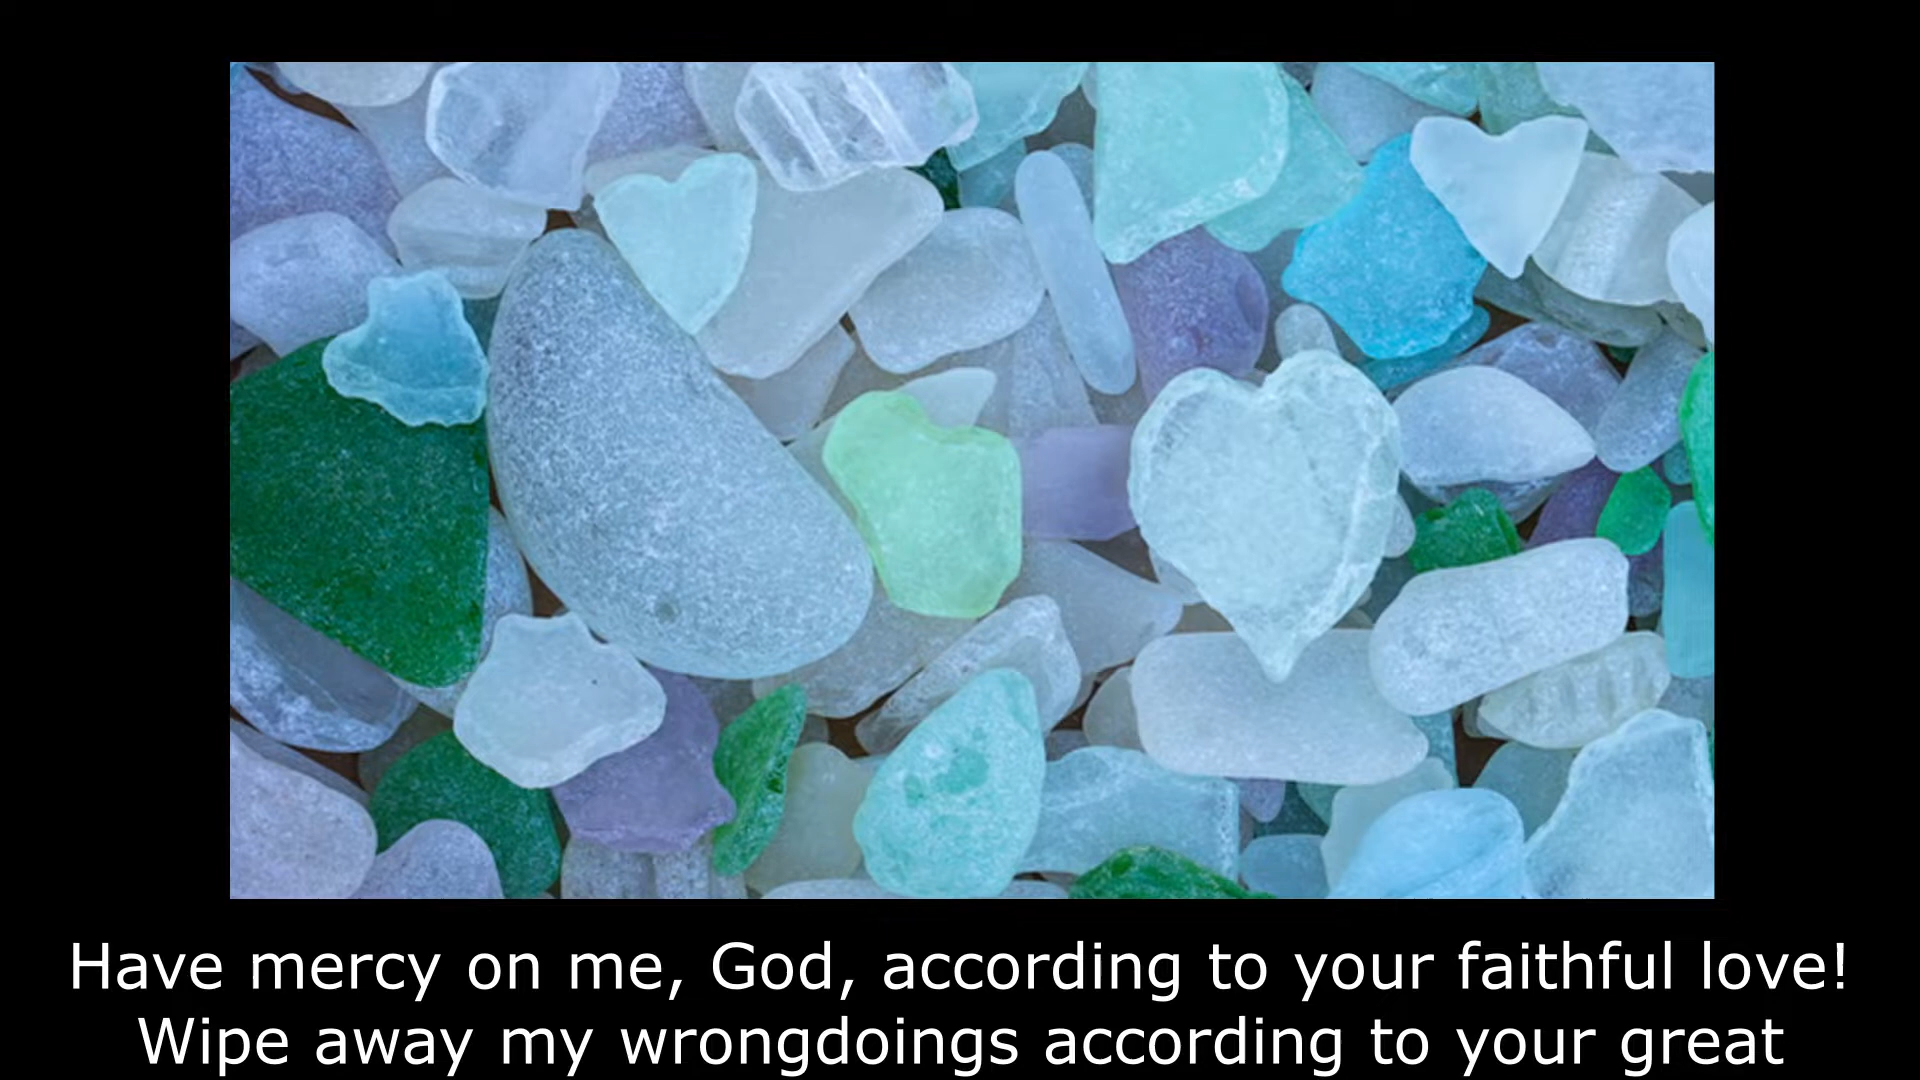 Have mercy on me, God, according to your faithful love!
Wipe away my wrongdoings according to your great